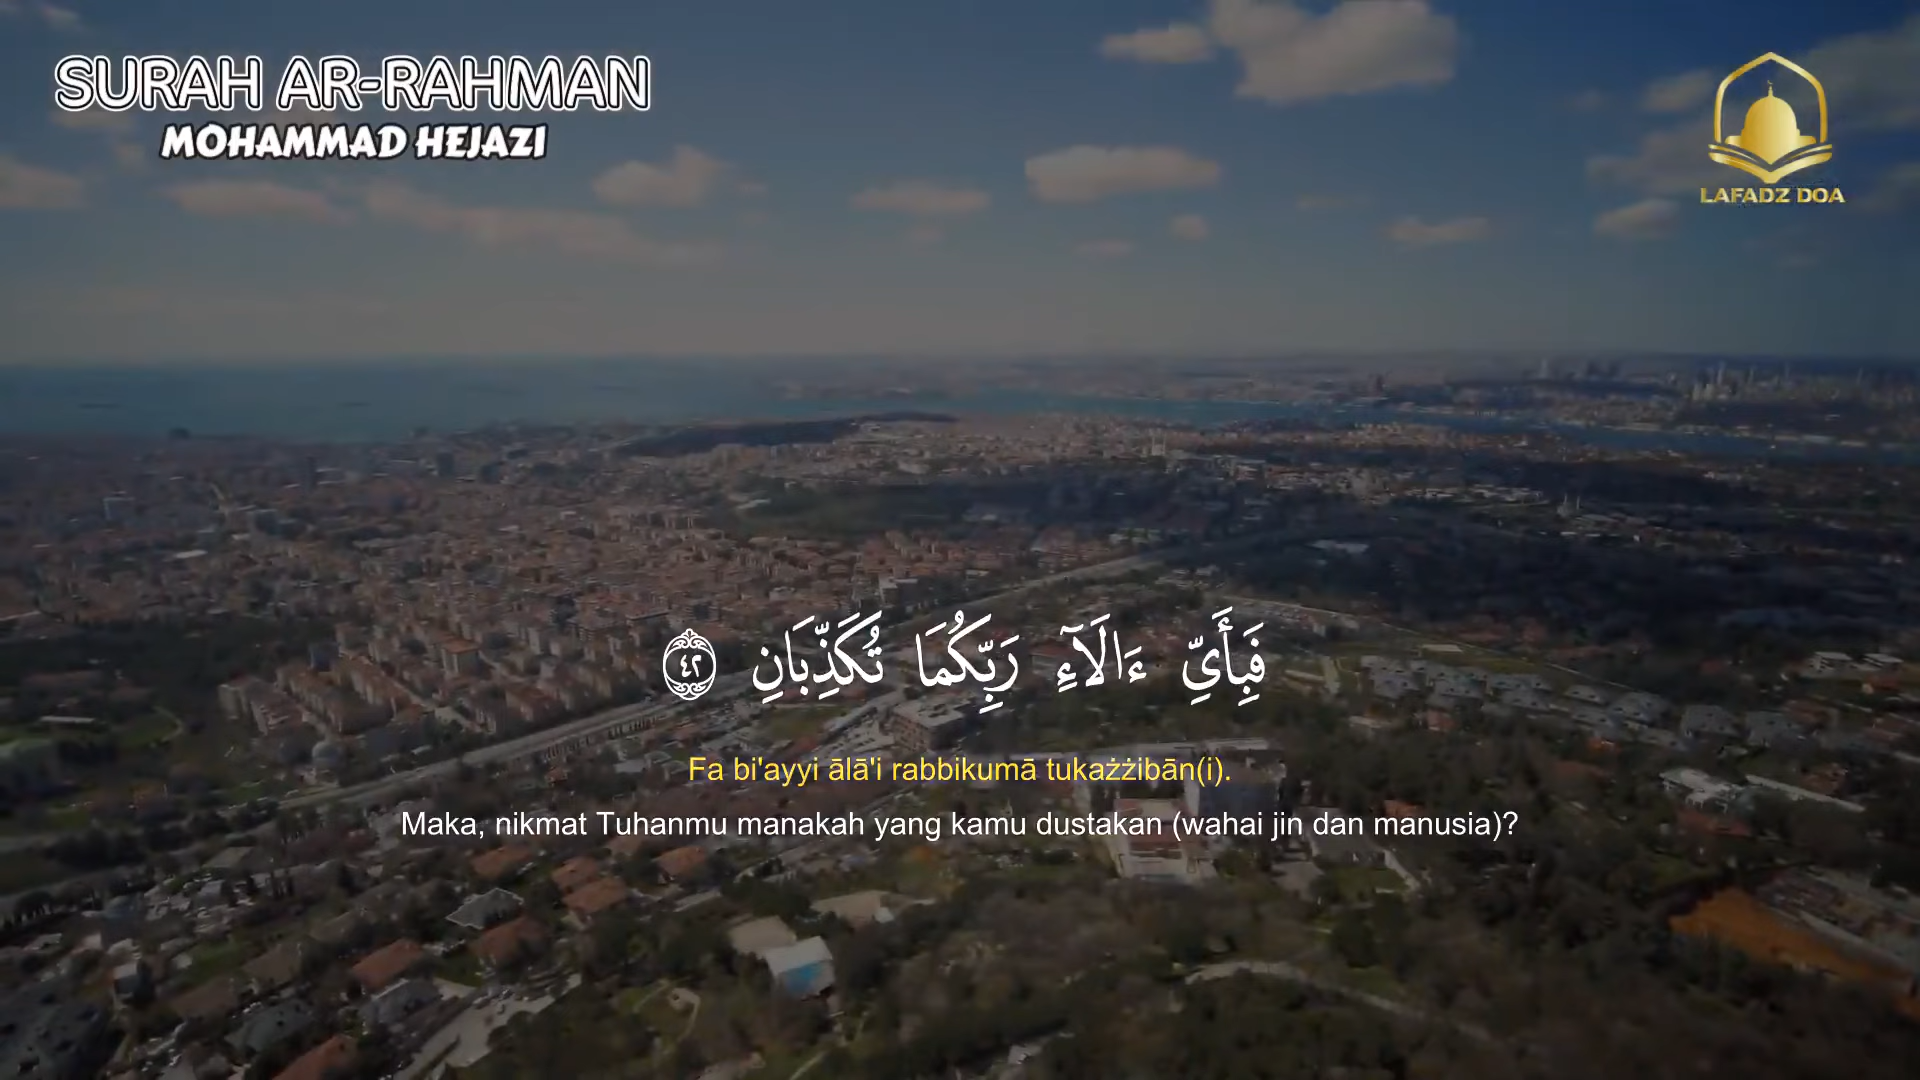 SURAH AR-RAHMAN
MOHAMMAD HEJAZI
LAFADZ DOA
فَبِأَيِّ ءَالَآءِ رَبِّكُمَا تُكَذِّبَانِ ٤٢
Fa bi'ayyi ālā'i rabbikumā tukażżibān(i).
Maka, nikmat Tuhanmu manakah yang kamu dustakan (wahai jin dan manusia)?